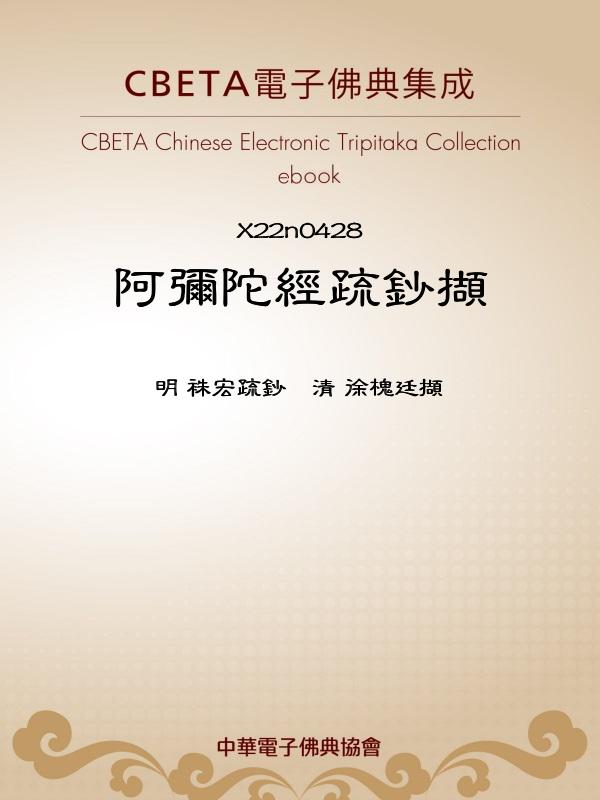 CBETA電子佛典集成
CBETA Chinese Electronic Tripitaka Collection
ebook
X22n0428
阿彌陀經疏鈔擷
明 袾宏疏鈔　清 徐槐廷擷
中華電子佛典協會